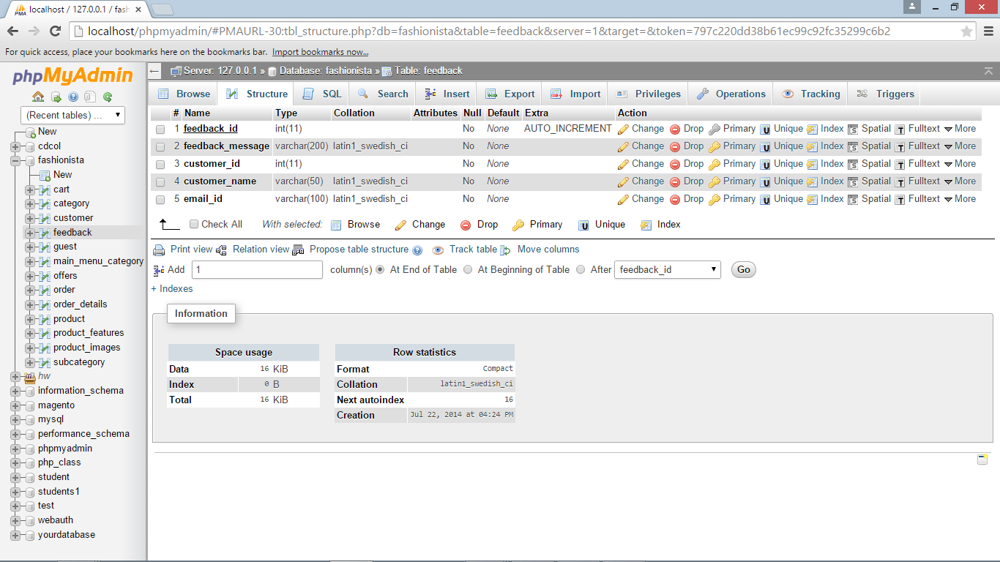 localhost / 127.0.0.1 / fash
localhost/phpmyadmin/#PMAURL-30:tbl_structure.php?db=fashionista&table=feedback&server=1&target=&token=797c220dd38b61ec99c92fc35299c6b2
For quick access, place your bookmarks here on the bookmarks bar. Import bookmarks now...
phpMyAdmin
(Recent tables) ...
New
cdcol
fashionista
New
cart
category
customer
feedback
guest
main_menu_category
offers
order
order_details
product
product_features
product_images
subcategory
hw
information_schema
magento
mysql
performance_schema
phpmyadmin
php_class
student
students1
test
webauth
yourdatabase
Server: 127.0.0.1 » Database: fashionista » Table: feedback
Browse Structure SQL Search Insert Export Import Privileges Operations Tracking Triggers
# Name Type Collation Attributes Null Default Extra Action
1 feedback_id int(11) No None AUTO_INCREMENT Change Drop Primary Unique Index Spatial Fulltext More
2 feedback_message varchar(200) latin1_swedish_ci No None Change Drop Primary Unique Index Spatial Fulltext More
3 customer_id int(11) No None Change Drop Primary Unique Index Spatial Fulltext More
4 customer_name varchar(50) latin1_swedish_ci No None Change Drop Primary Unique Index Spatial Fulltext More
5 email_id varchar(100) latin1_swedish_ci No None Change Drop Primary Unique Index Spatial Fulltext More
Check All With selected: Browse Change Drop Primary Unique Index
Print view Relation view Propose table structure Track table Move columns
Add 1 column(s) At End of Table At Beginning of Table After feedback_id Go
+ Indexes
Information
Space usage
Data 16 KiB
Index 0 B
Total 16 KiB
Row statistics
Format Compact
Collation latin1_swedish_ci
Next autoindex 16
Creation Jul 22, 2014 at 04:24 PM